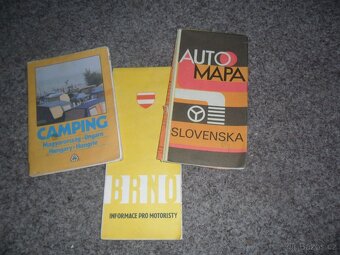 CAMPING
Magyarország-Ungarn
Hungary-Hongrie
BRNO
INFORMACE PRO MOTORISTY
AUTO
MAPA
SLOVENSKA